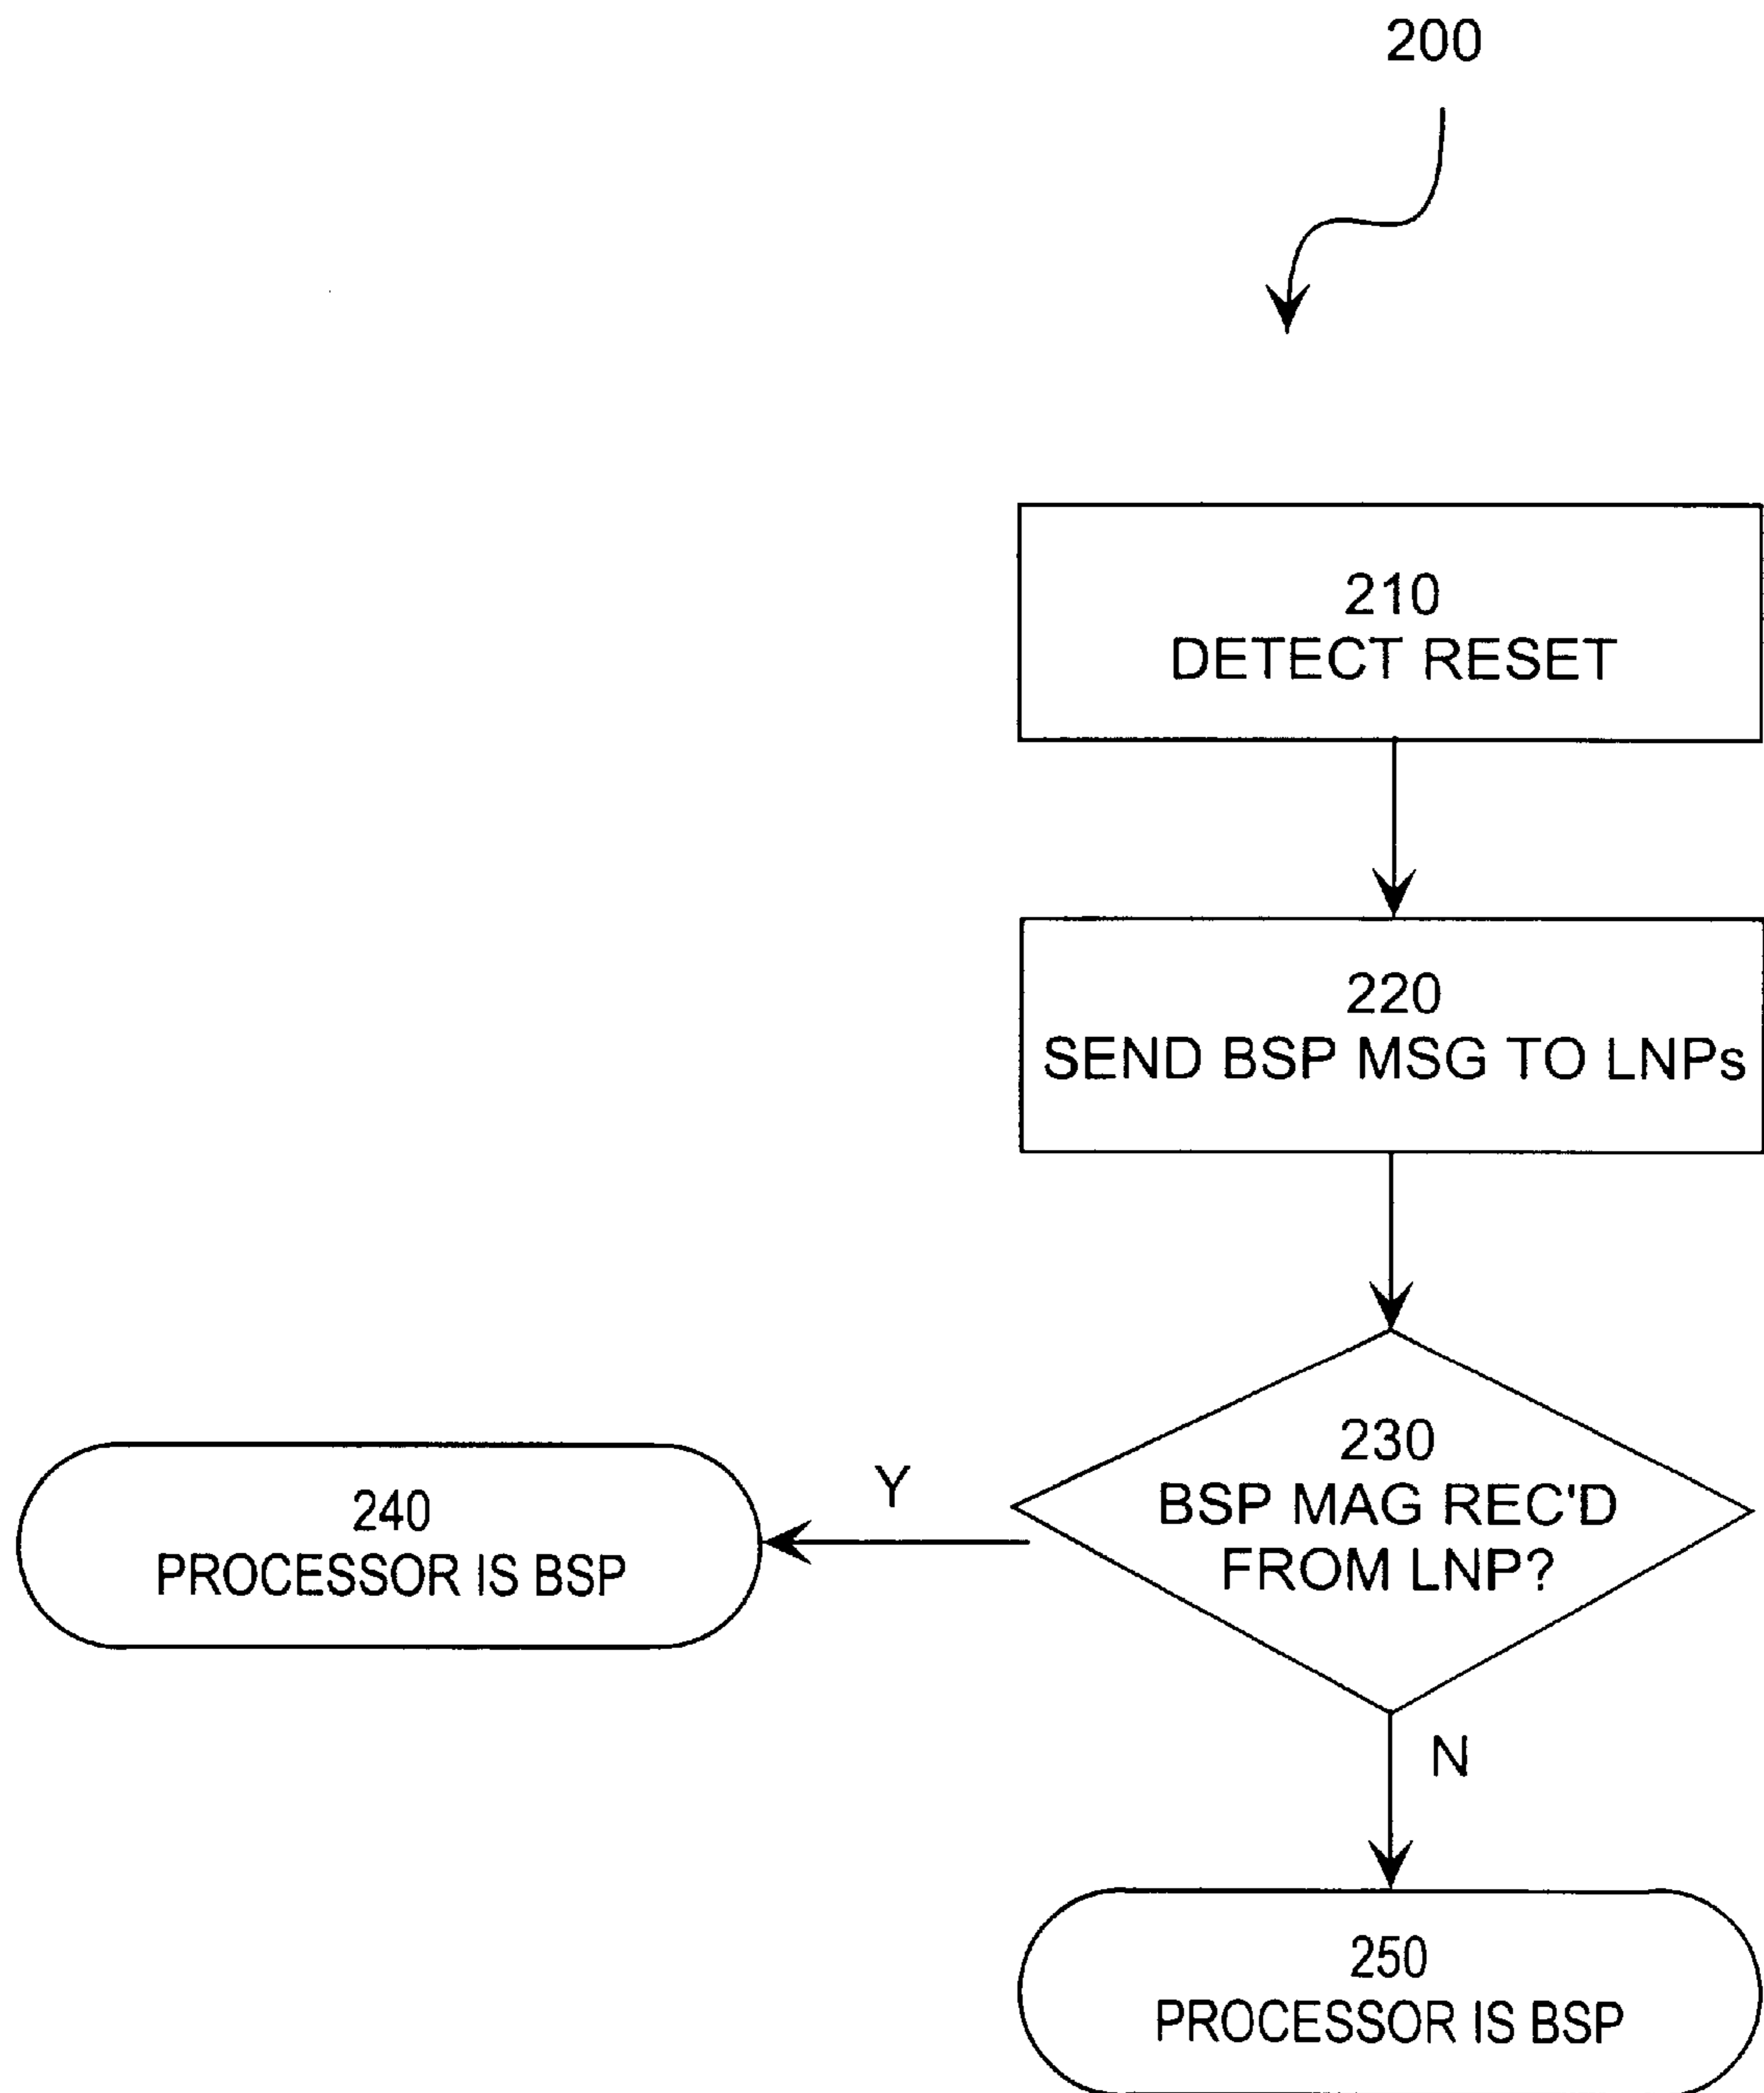 200
210
DETECT RESET
220
SEND BSP MSG TO LNPs
230
BSP MAG REC'D
FROM LNP?
Y
240
PROCESSOR IS BSP
N
250
PROCESSOR IS BSP